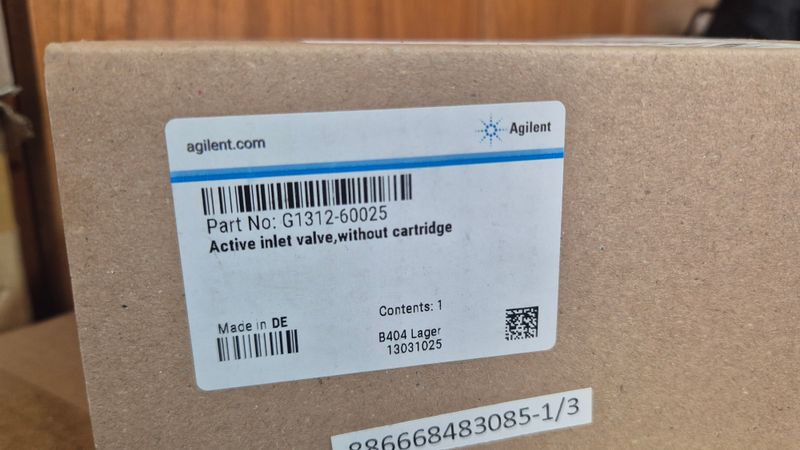 agilent.com
Agilent
Part No: G1312-60025
Active inlet valve,without cartridge
Contents: 1
Made in DE
B404 Lager
13031025
886668483085-1/3